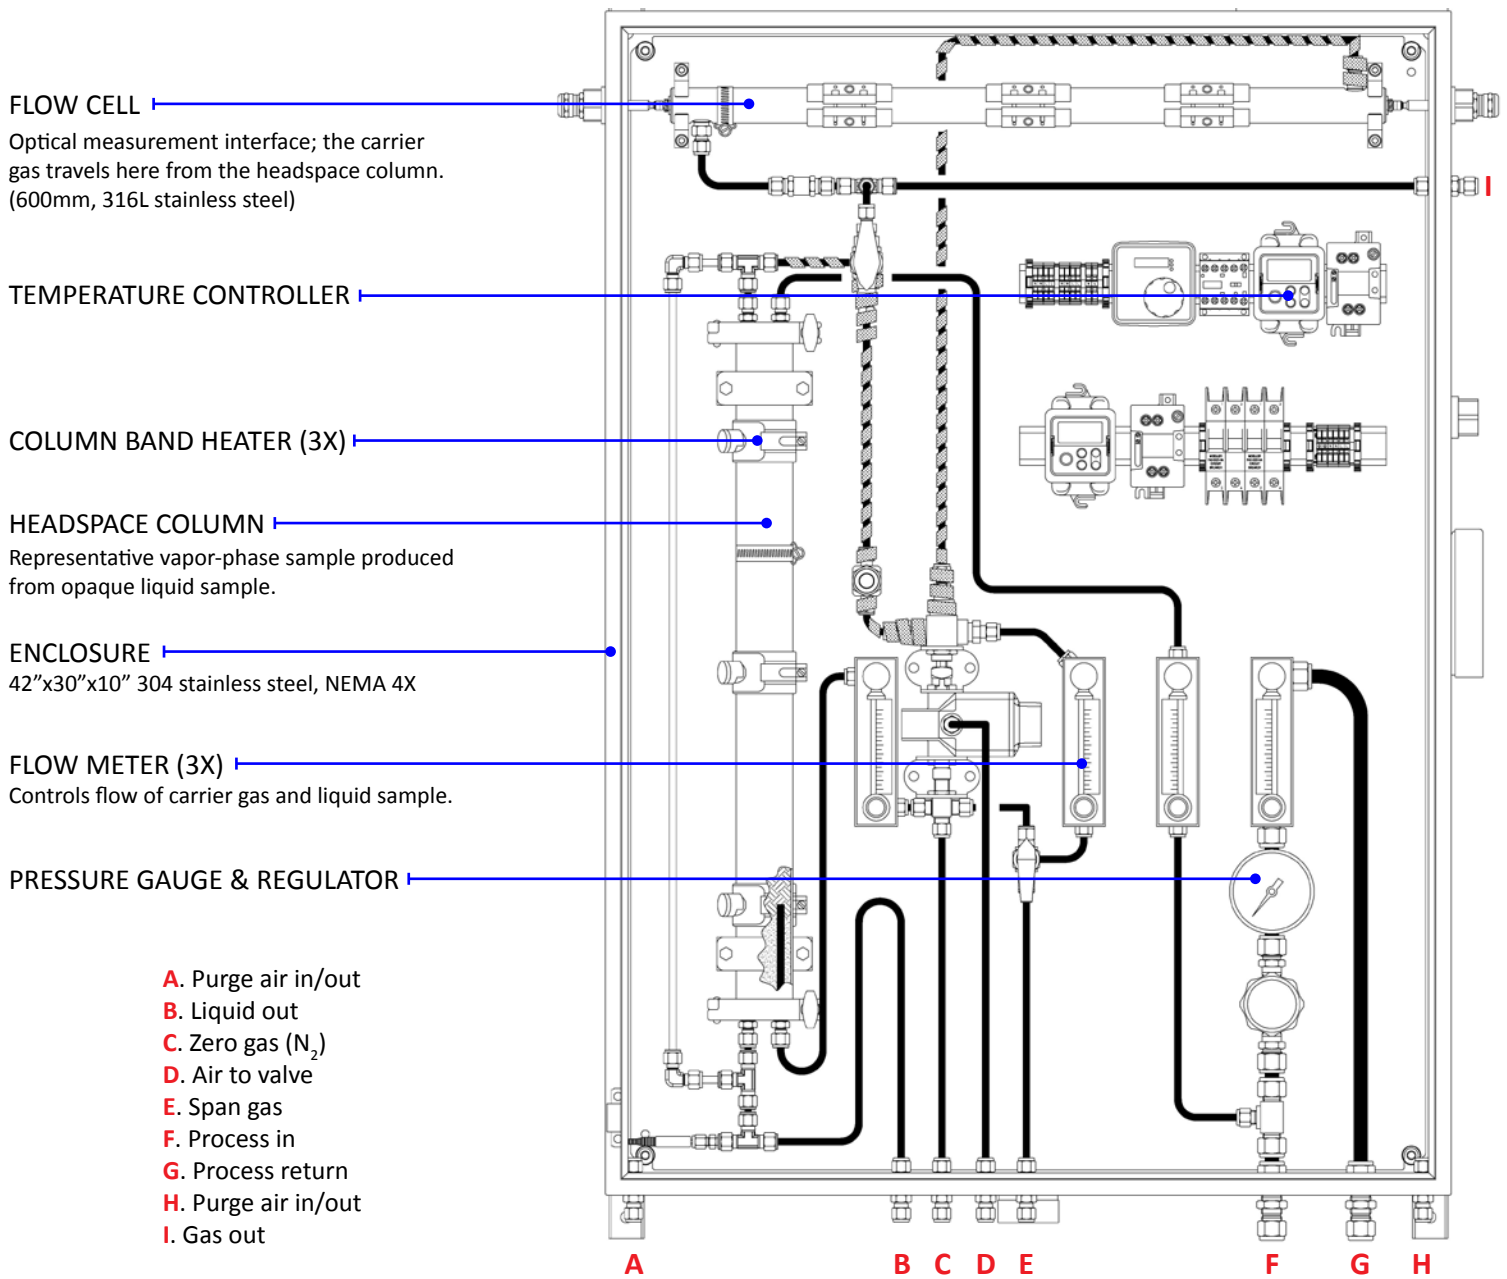 FLOW CELL
Optical measurement interface; the carrier
gas travels here from the headspace column.
(600mm, 316L stainless steel)
I
TEMPERATURE CONTROLLER
COLUMN BAND HEATER (3X)
HEADSPACE COLUMN
Representative vapor-phase sample produced
from opaque liquid sample.
ENCLOSURE
42”x30”x10” 304 stainless steel, NEMA 4X
FLOW METER (3X)
Controls flow of carrier gas and liquid sample.
PRESSURE GAUGE & REGULATOR
A. Purge air in/out
B. Liquid out
C. Zero gas (N₂)
D. Air to valve
E. Span gas
F. Process in
G. Process return
H. Purge air in/out
I. Gas out
A B C D E F G H